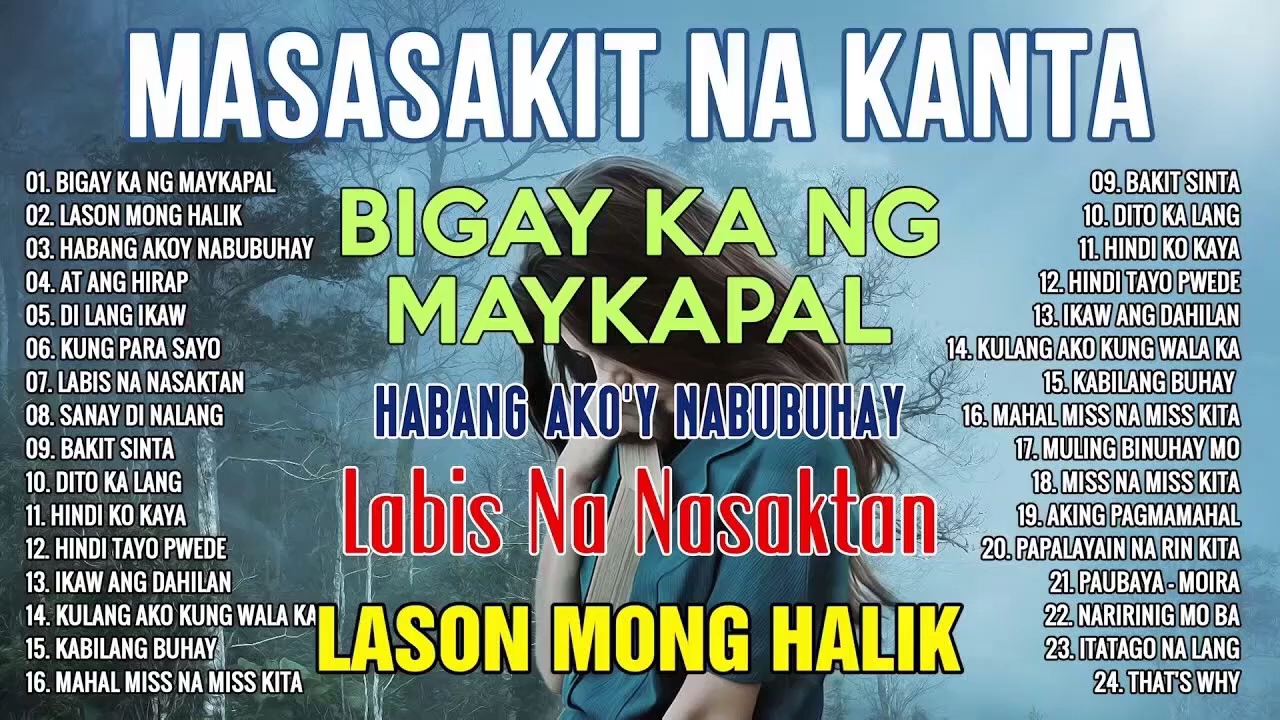 MASASAKIT NA KANTA
01. BIGAY KA NG MAYKAPAL
02. LASON MONG HALIK
03. HABANG AKOY NABUBUHAY
04. AT ANG HIRAP
05. DI LANG IKAW
06. KUNG PARA SAYO
07. LABIS NA NASAKTAN
08. SANAY DI NALANG
09. BAKIT SINTA
10. DITO KA LANG
11. HINDI KO KAYA
12. HINDI TAYO PWEDE
13. IKAW ANG DAHILAN
14. KULANG AKO KUNG WALA KA
15. KABILANG BUHAY
16. MAHAL MISS NA MISS KITA
BIGAY KA NG
MAYKAPAL
HABANG AKO'Y NABUBUHAY
Labis Na Nasaktan
LASON MONG HALIK
09. BAKIT SINTA
10. DITO KA LANG
11. HINDI KO KAYA
12. HINDI TAYO PWEDE
13. IKAW ANG DAHILAN
14. KULANG AKO KUNG WALA KA
15. KABILANG BUHAY
16. MAHAL MISS NA MISS KITA
17. MULING BINUHAY MO
18. MISS NA MISS KITA
19. AKING PAGMAMAHAL
20. PAPALAYAIN NA RIN KITA
21. PAUBAYA - MOIRA
22. NARIRINIG MO BA
23. ITATAGO NA LANG
24. THAT'S WHY